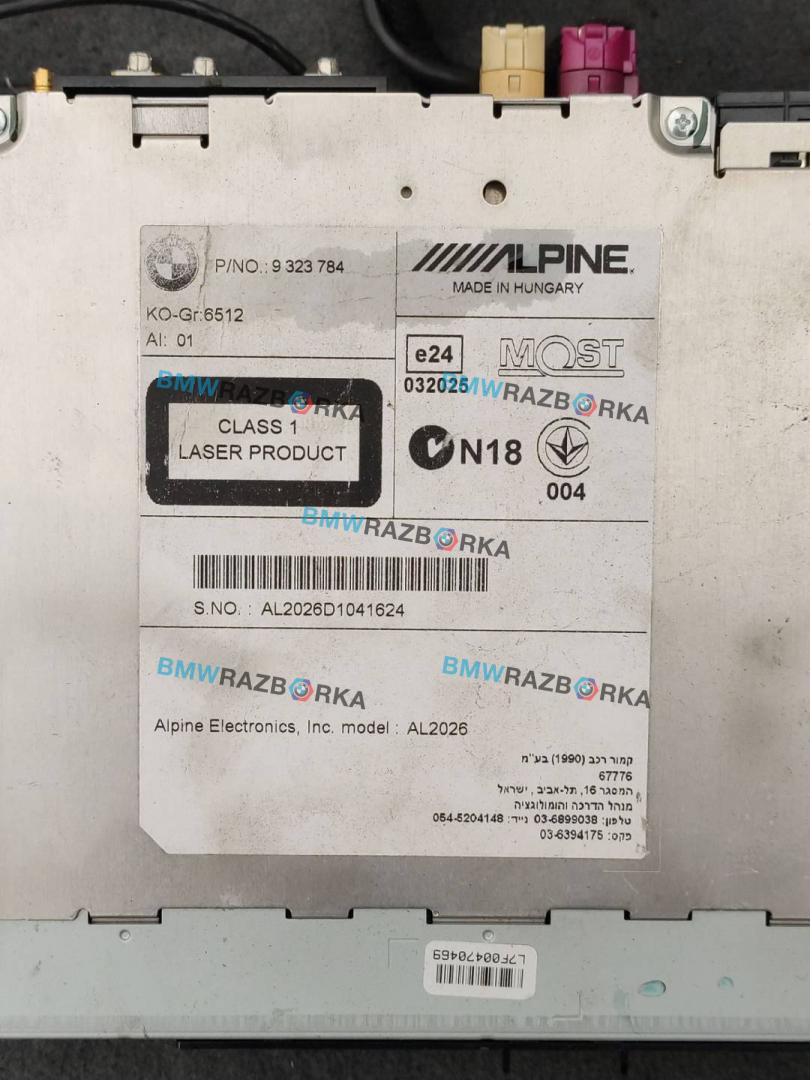 P/NO.: 9 323 784
KO-Gr:6512
AI: 01
ALPINE
MADE IN HUNGARY
e24
032025
MOST
BMWRAZBORKA
BMWRAZBORKA
CLASS 1
LASER PRODUCT
N18
004
BMWRAZBORKA
S.NO. : AL2026D1041624
BMWRAZBORKA
BMWRAZBORKA
Alpine Electronics, Inc. model : AL2026
קמור רכב (1990) בע"מ
67776
המסגר 16, תל-אביב, ישראל
מנהל הדרכה והומולוגציה
טלפון: 03-6899038 נייד: 054-5204148
פקס: 03-6394175
L7F00470469